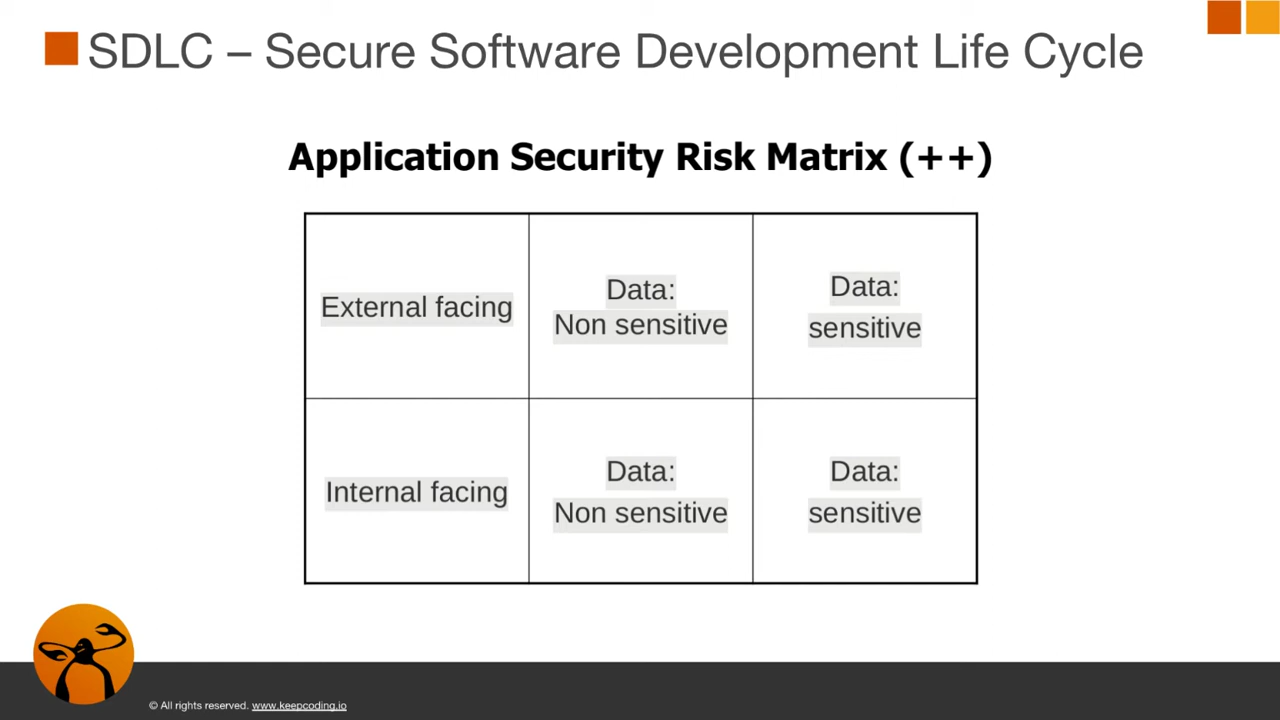 SDLC – Secure Software Development Life Cycle
Application Security Risk Matrix (++)
External facing
Data:
Non sensitive
Data:
sensitive
Internal facing
Data:
Non sensitive
Data:
sensitive
© All rights reserved. www.keepcoding.io